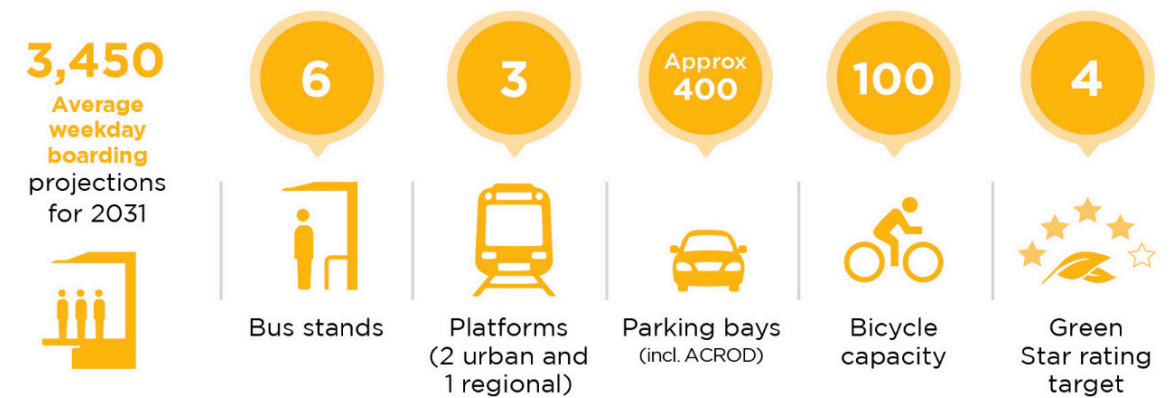 3,450
Average
weekday
boarding
projections
for 2031
6
Bus stands
3
Platforms
(2 urban and
1 regional)
Approx
400
Parking bays
(incl. ACROD)
100
Bicycle
capacity
4
Green
Star rating
target